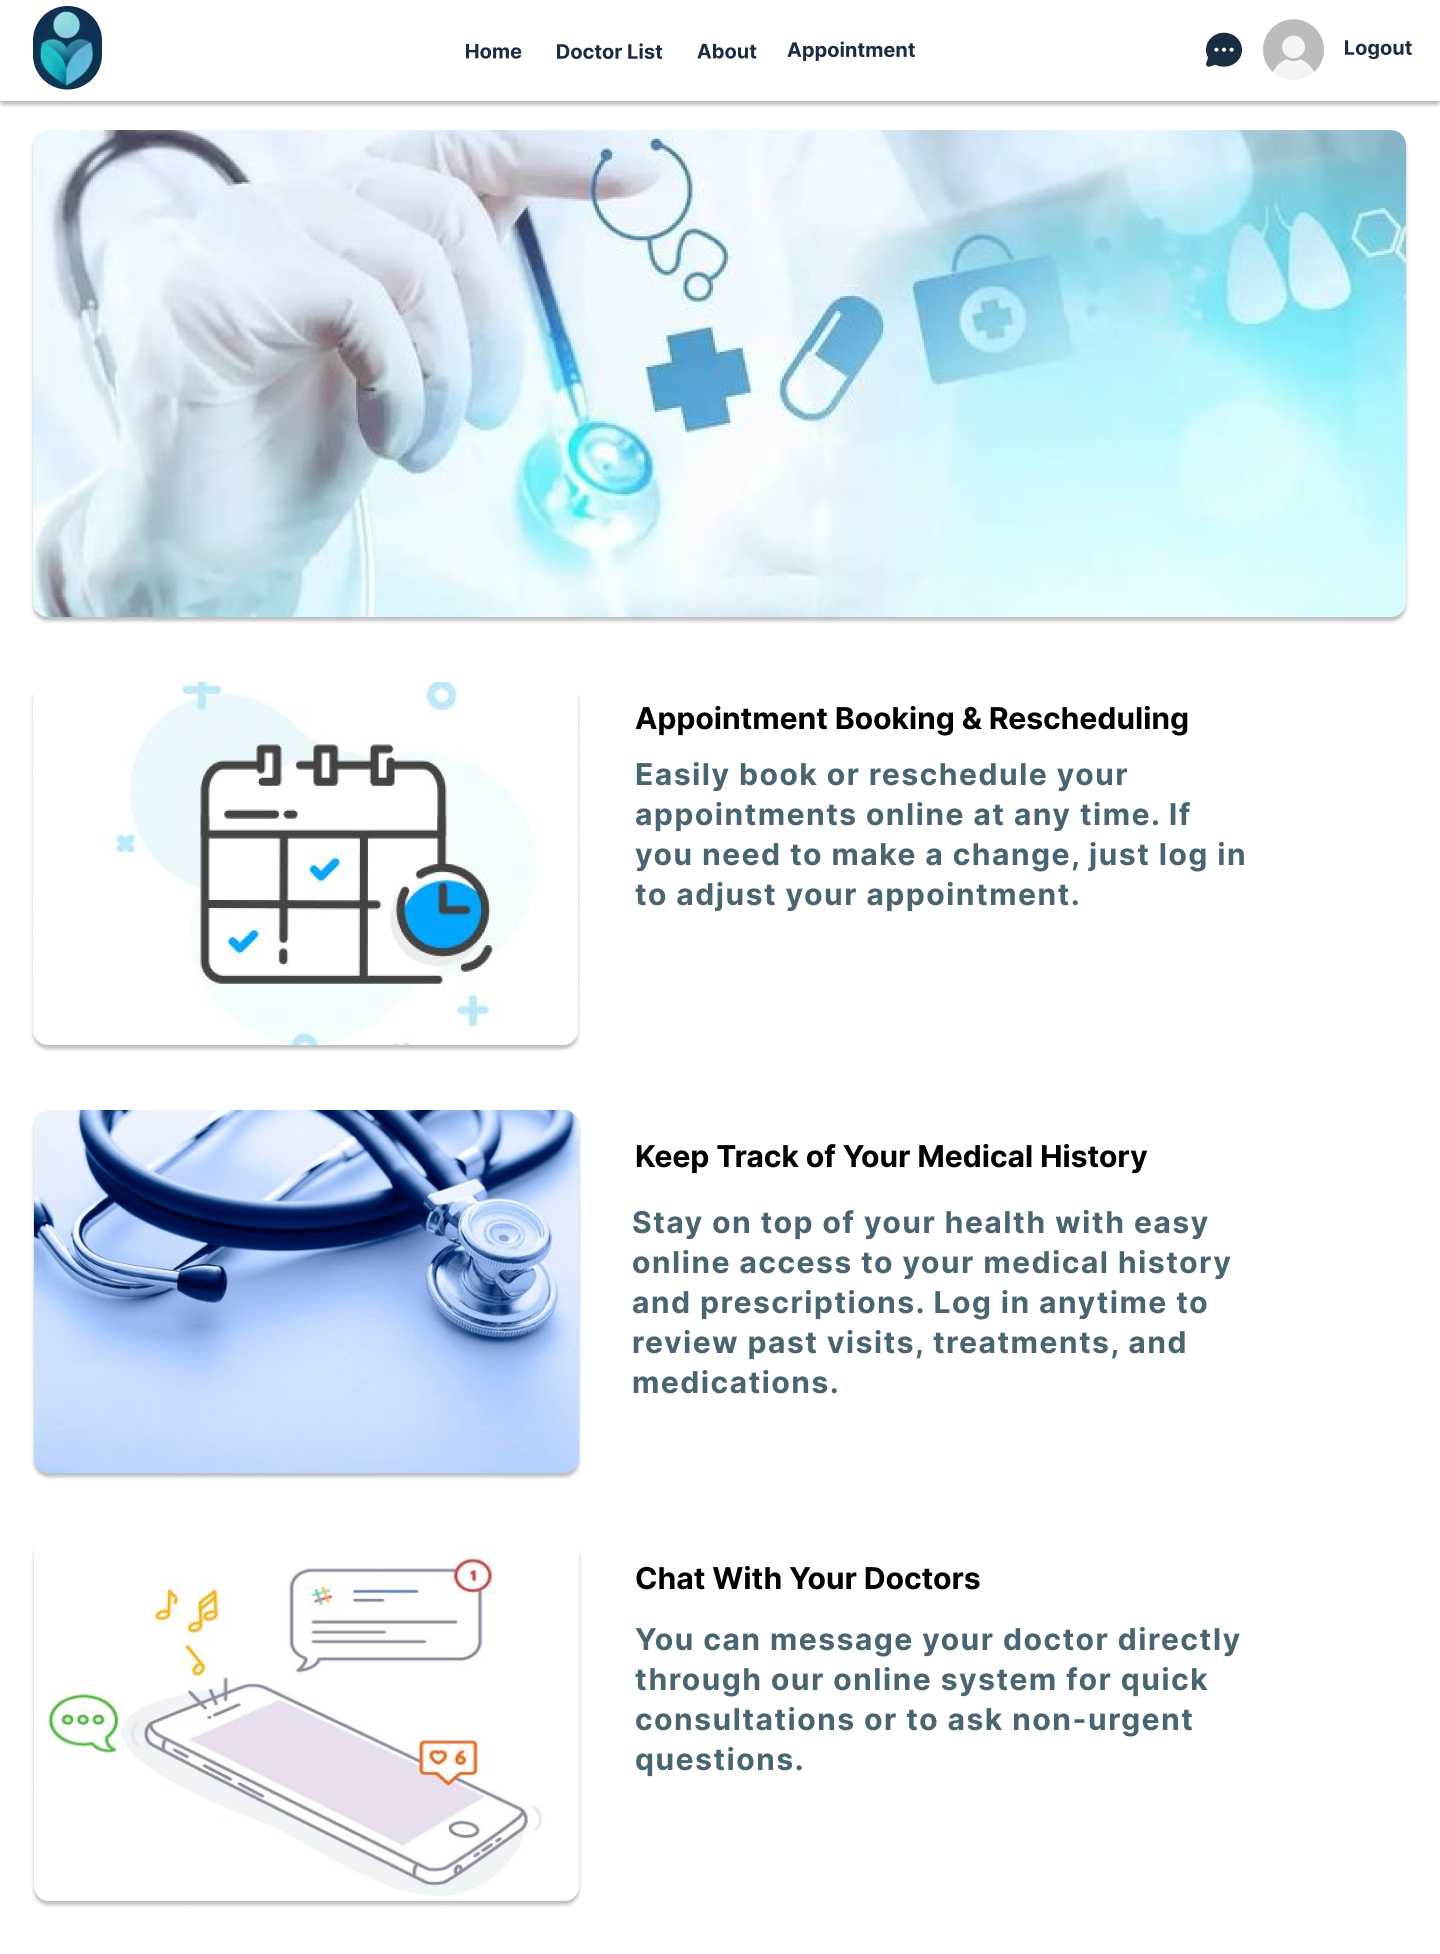 Home Doctor List About Appointment Logout
Appointment Booking & Rescheduling
Easily book or reschedule your
appointments online at any time. If
you need to make a change, just log in
to adjust your appointment.
Keep Track of Your Medical History
Stay on top of your health with easy
online access to your medical history
and prescriptions. Log in anytime to
review past visits, treatments, and
medications.
1
Chat With Your Doctors
You can message your doctor directly
through our online system for quick
consultations or to ask non-urgent
questions.
6